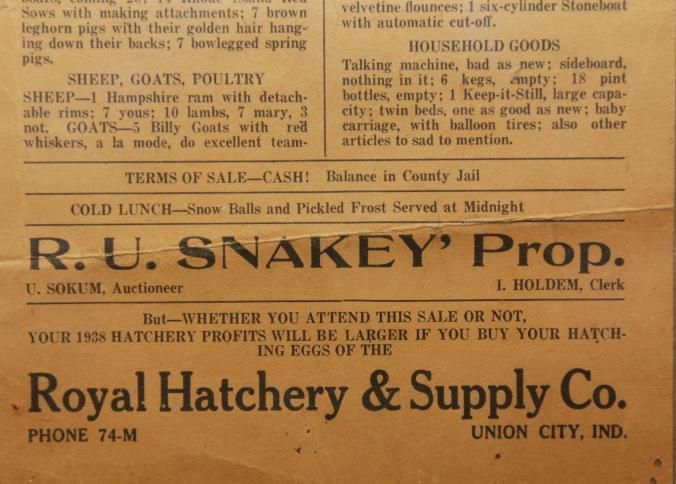 Sows with making attachments; 7 brown
leghorn pigs with their golden hair hang-
ing down their backs; 7 bowlegged spring
pigs.
SHEEP, GOATS, POULTRY
SHEEP—1 Hampshire ram with detach-
able rims; 7 yous; 10 lambs, 7 mary, 3
not. GOATS—5 Billy Goats with red
whiskers, a la mode, do excellent team-
velvetine flounces; 1 six-cylinder Stoneboat
with automatic cut-off.
HOUSEHOLD GOODS
Talking machine, bad as new; sideboard,
nothing in it; 6 kegs, empty; 18 pint
bottles, empty; 1 Keep-it-Still, large capa-
city; twin beds, one as good as new; baby
carriage, with balloon tires; also other
articles to sad to mention.
TERMS OF SALE—CASH! Balance in County Jail
COLD LUNCH—Snow Balls and Pickled Frost Served at Midnight
R. U. SNAKEY' Prop.
U. SOKUM, Auctioneer
I. HOLDEM, Clerk
But—WHETHER YOU ATTEND THIS SALE OR NOT,
YOUR 1938 HATCHERY PROFITS WILL BE LARGER IF YOU BUY YOUR HATCH-
ING EGGS OF THE
Royal Hatchery & Supply Co.
PHONE 74-M
UNION CITY, IND.